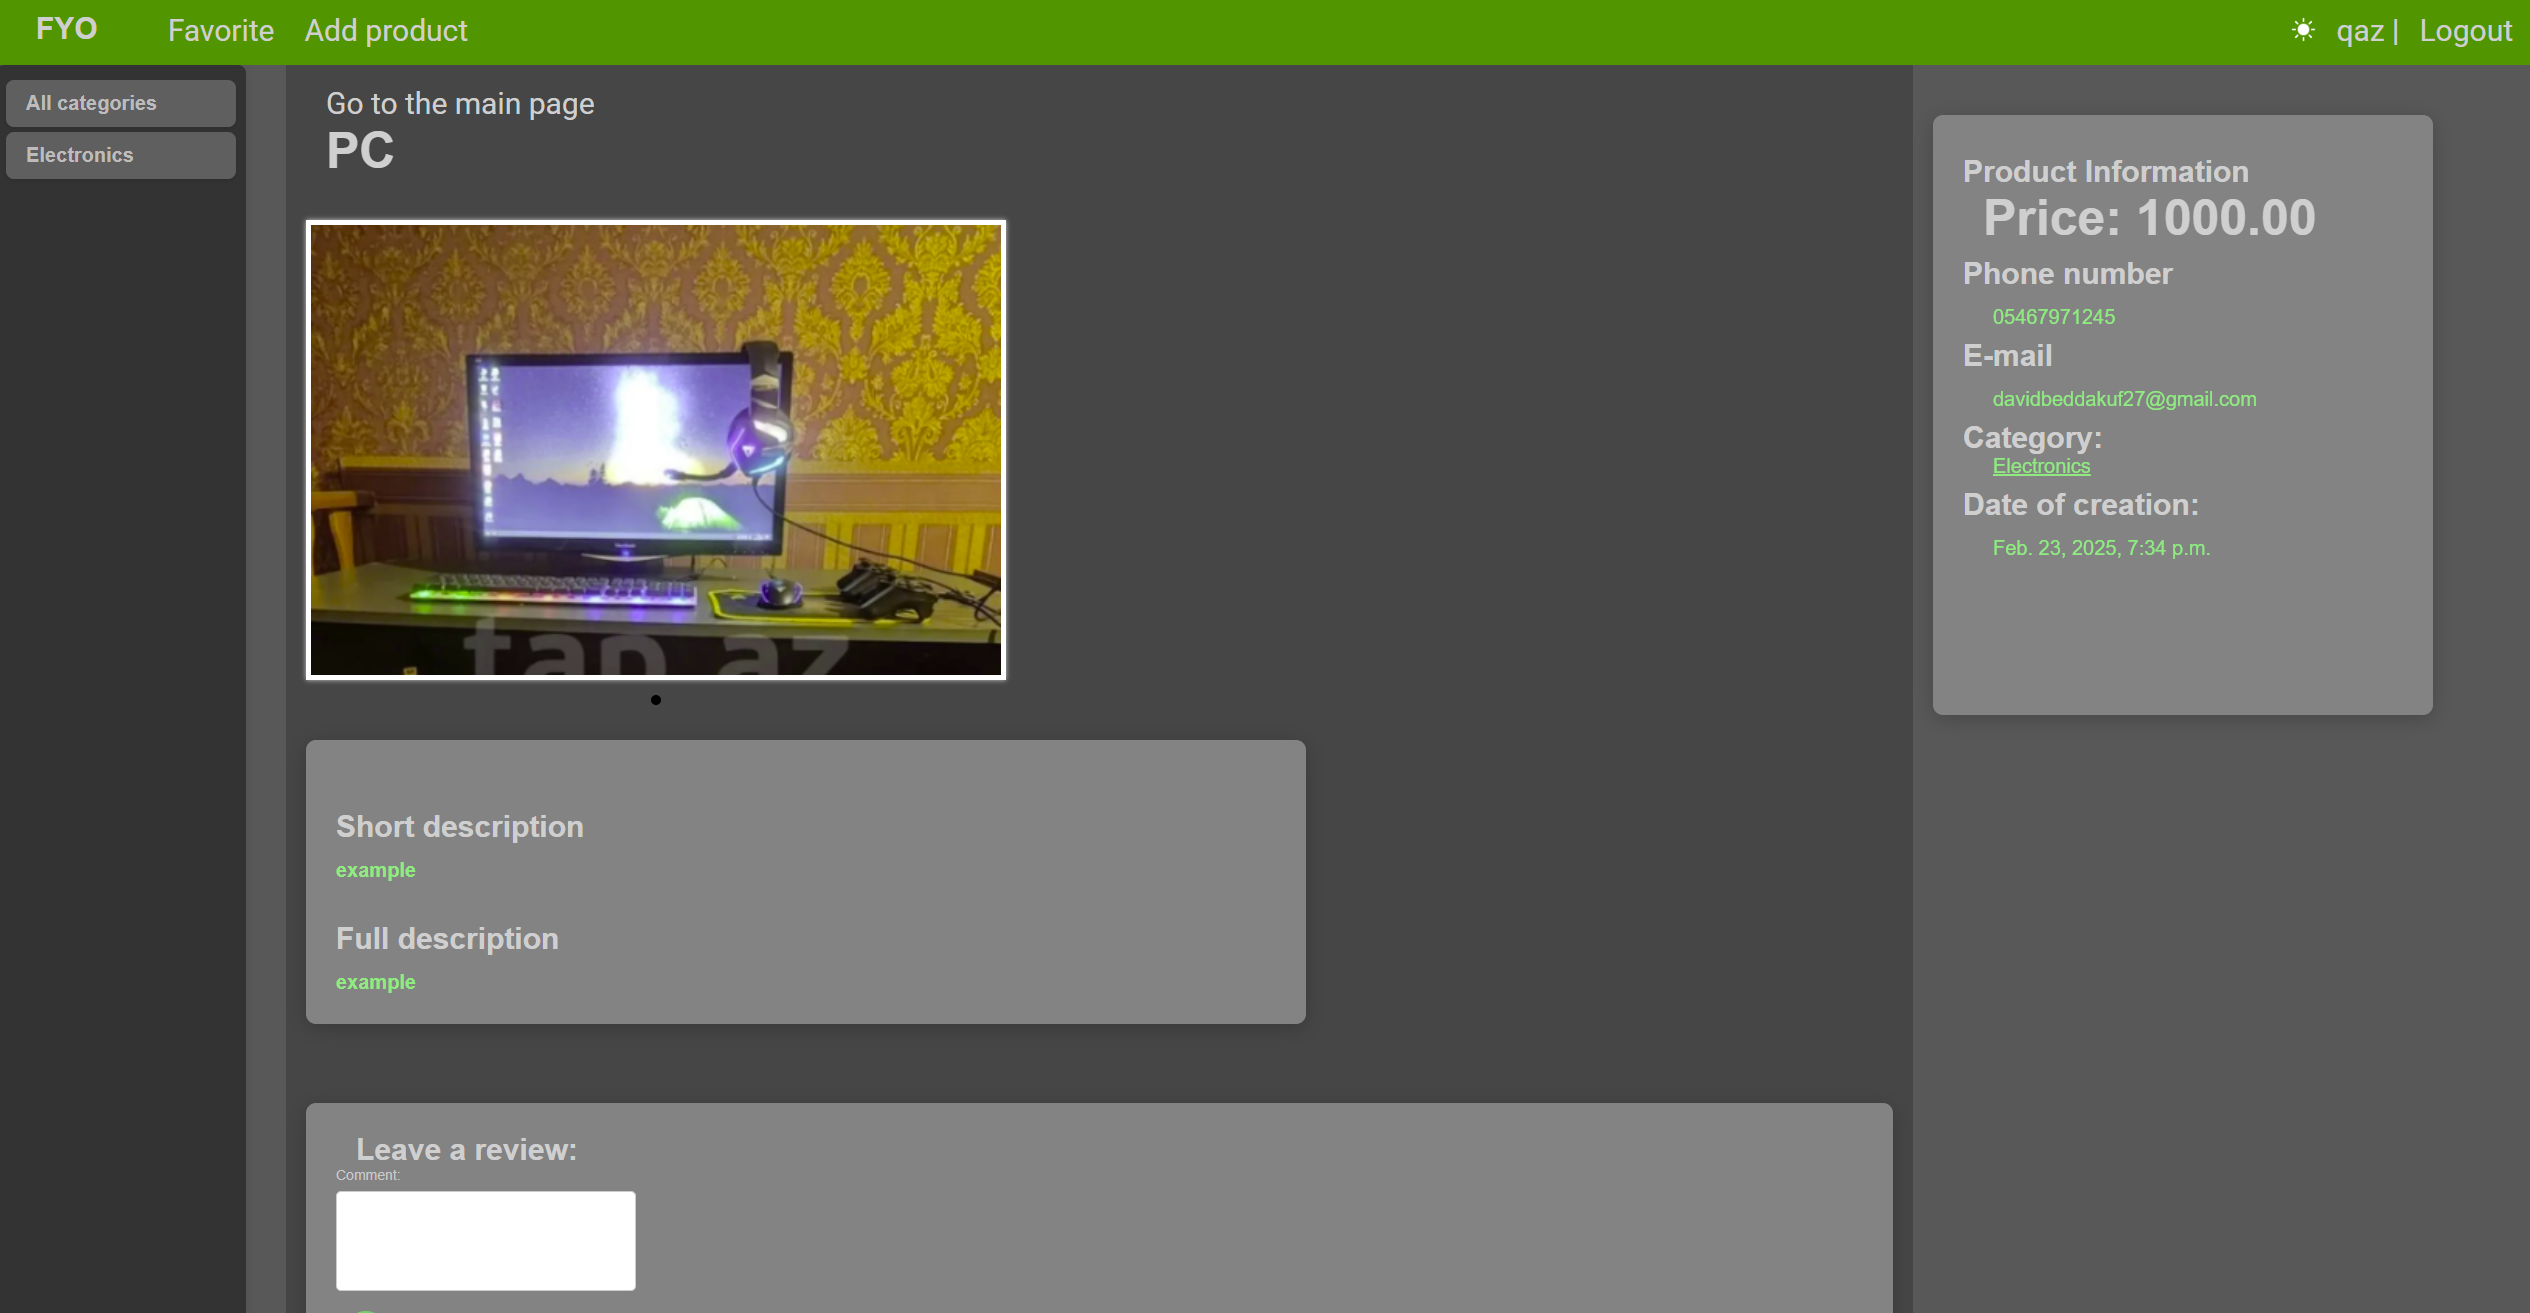 FYO
Favorite
Add product
qaz |
Logout
All categories
Electronics
Go to the main page
PC
tap.az
Short description
example
Full description
example
Leave a review:
Comment:
Product Information
Price: 1000.00
Phone number
05467971245
E-mail
davidbeddakuf27@gmail.com
Category:
Electronics
Date of creation:
Feb. 23, 2025, 7:34 p.m.